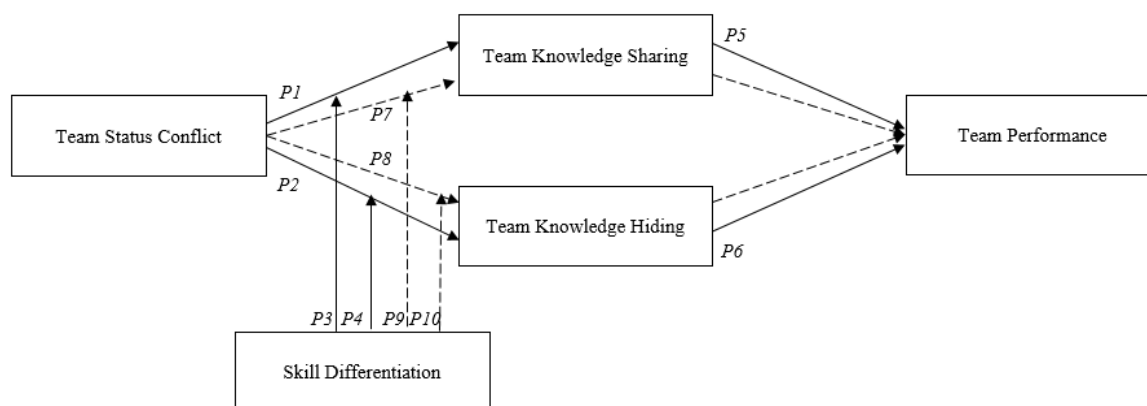 Team Knowledge Sharing
P5
P1
P7
Team Status Conflict
Team Performance
P8
P2
Team Knowledge Hiding
P6
P3 P4 P9 P10
Skill Differentiation